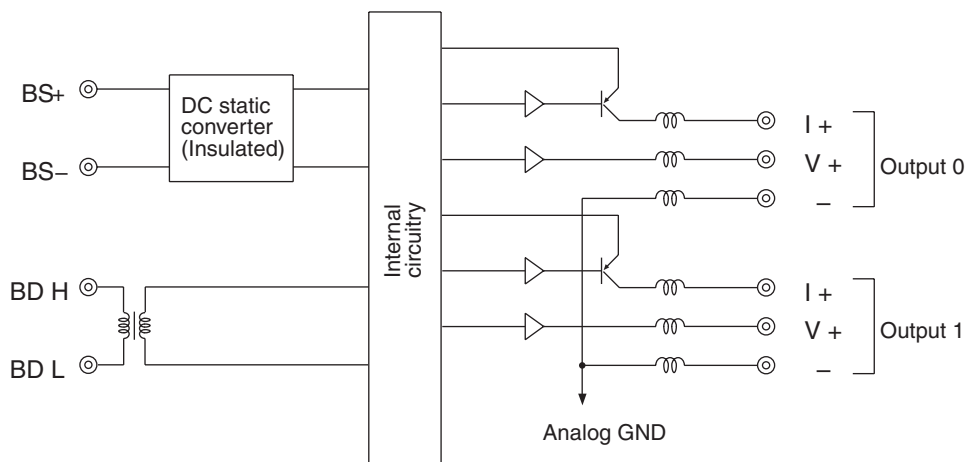 BS+
BS−
DC static
converter
(Insulated)
BD H
BD L
Internal
circuitry
I +
V +
−
Output 0
I +
V +
−
Output 1
Analog GND